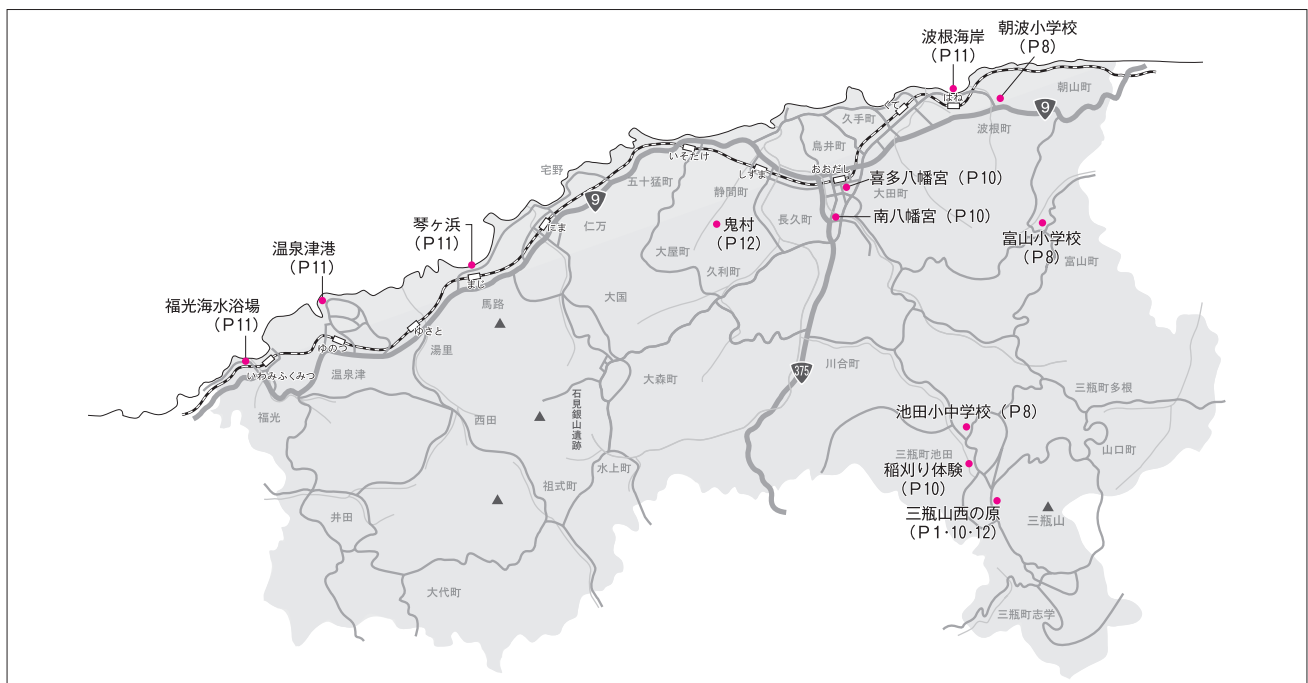 朝波小学校
（P8）
波根海岸
（P11）
はね
朝山町
9
くて
久手町
波根町
鳥井町
いそだけ
しずま
おおだし
喜多八幡宮（P10）
大田町
宅野
五十猛町
静間町
9
南八幡宮（P10）
長久町
鬼村
（P12）
富山小学校
（P8）
富山町
琴ヶ浜
（P11）
にま
仁万
大屋町
久利町
温泉津港
（P11）
まじ
馬路
大国
福光海水浴場
（P11）
ゆさと
湯里
ゆのつ
温泉津
いわみふくみつ
福光
大森町
375
川合町
三瓶町多根
石見銀山遺跡
西田
池田小中学校（P8）
三瓶町池田
山口町
稲刈り体験
（P10）
水上町
祖式町
三瓶山西の原
（P1・10・12）
三瓶山
井田
大代町
三瓶町志学